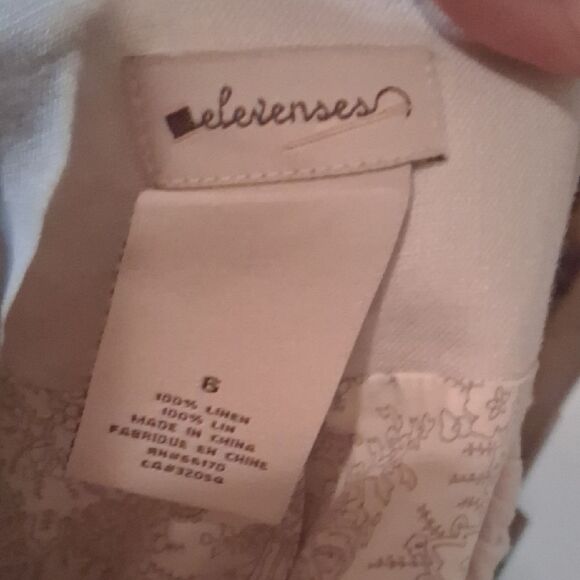 elevenses
6
100% LINEN
100% LIN
MADE IN CHINA
FABRIQUE EN CHINE
RN#66170
CA#32054